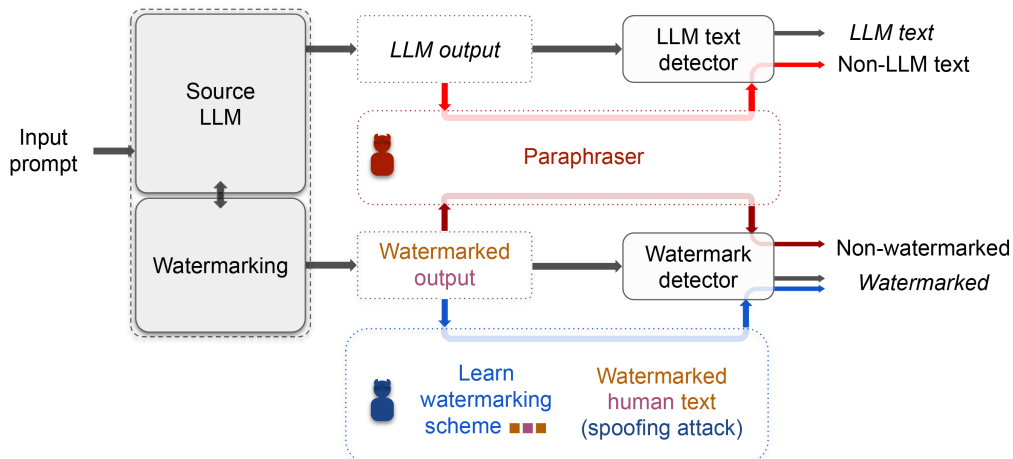 Input
prompt
Source
LLM
Watermarking
LLM output
LLM text
detector
LLM text
Non-LLM text
Paraphraser
Watermarked
output
Watermark
detector
Non-watermarked
Watermarked
Learn
watermarking
scheme
Watermarked
human text
(spoofing attack)